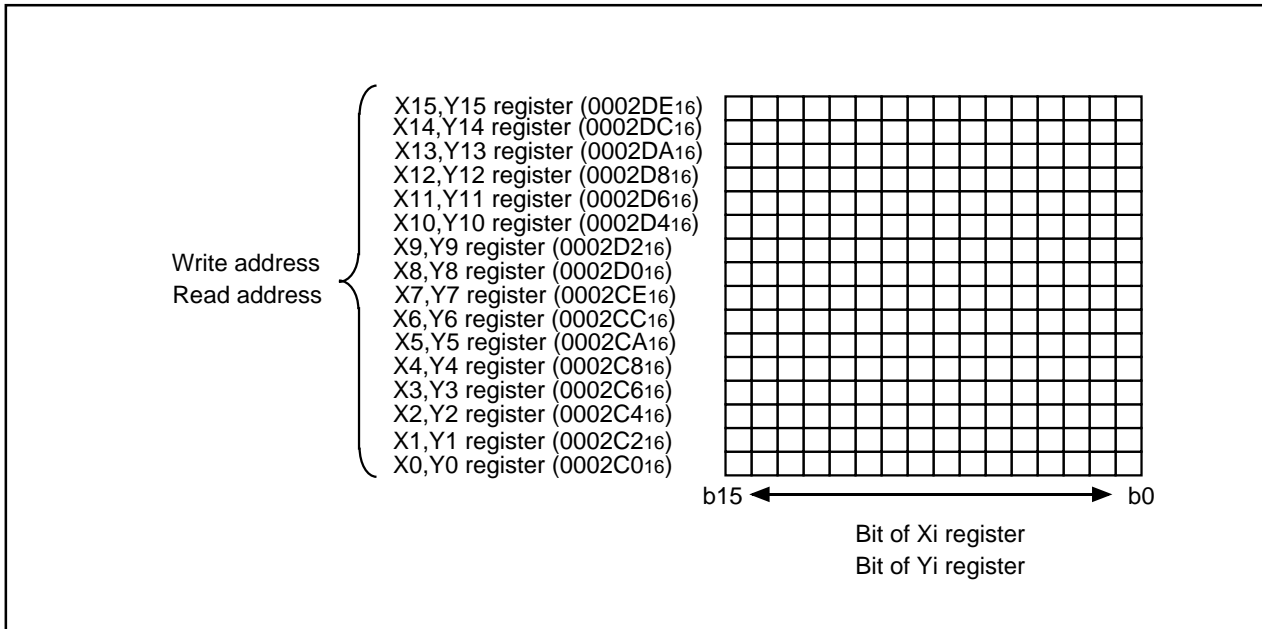 X15,Y15 register (0002DE16)
X14,Y14 register (0002DC16)
X13,Y13 register (0002DA16)
X12,Y12 register (0002D816)
X11,Y11 register (0002D616)
X10,Y10 register (0002D416)
X9,Y9 register (0002D216)
X8,Y8 register (0002D016)
X7,Y7 register (0002CE16)
X6,Y6 register (0002CC16)
X5,Y5 register (0002CA16)
X4,Y4 register (0002C816)
X3,Y3 register (0002C616)
X2,Y2 register (0002C416)
X1,Y1 register (0002C216)
X0,Y0 register (0002C016)
Write address
Read address
b15
b0
Bit of Xi register
Bit of Yi register